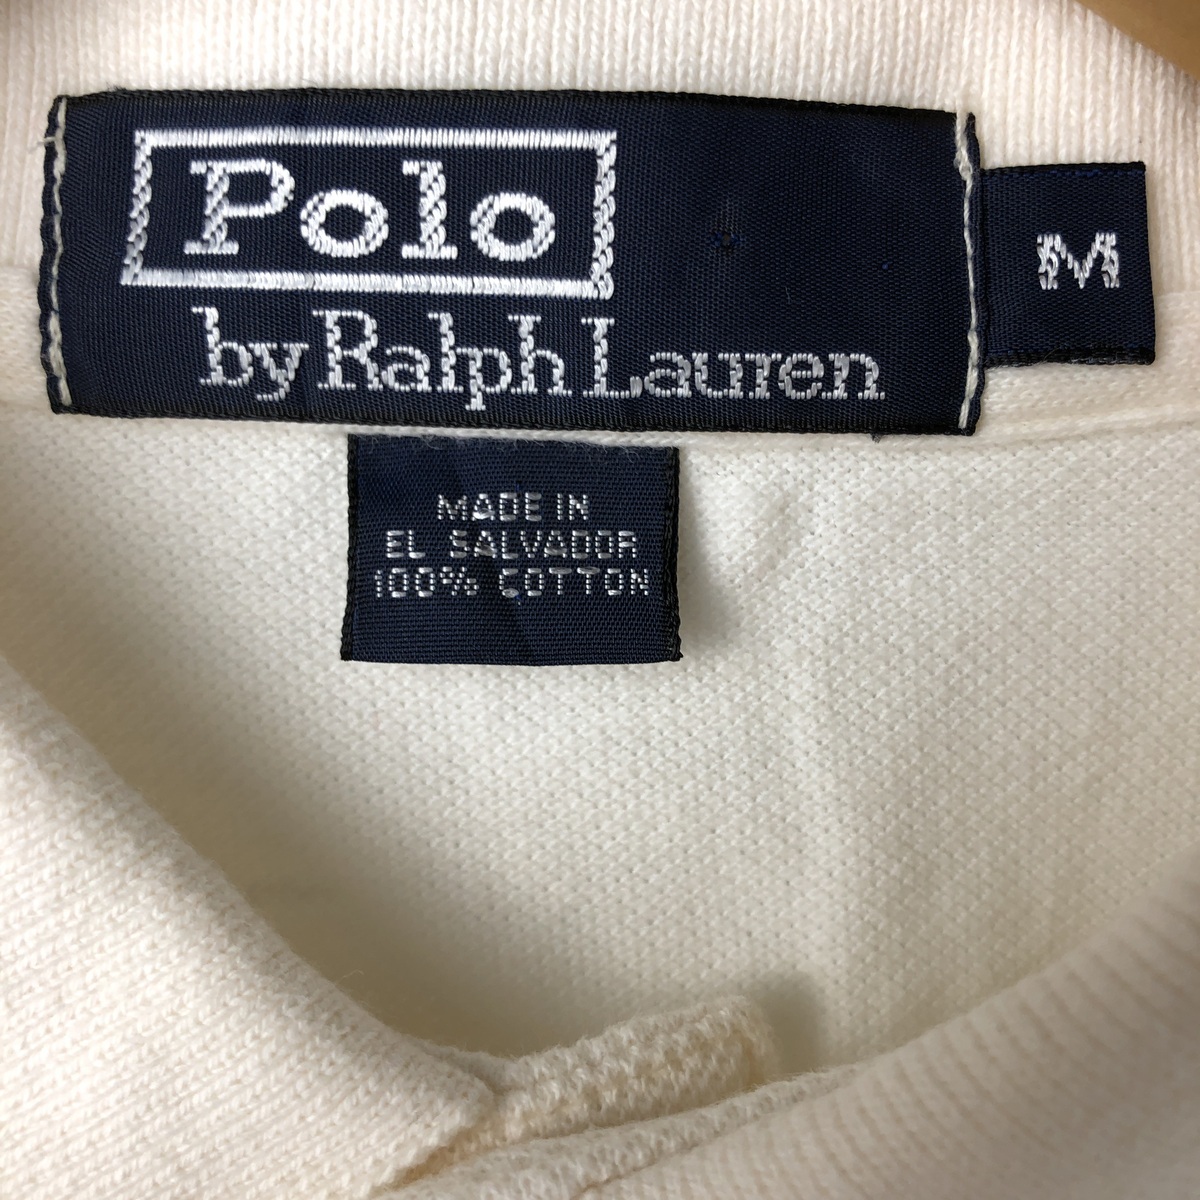 Polo
by Ralph Lauren
M
MADE IN
EL SALVADOR
100% COTTON